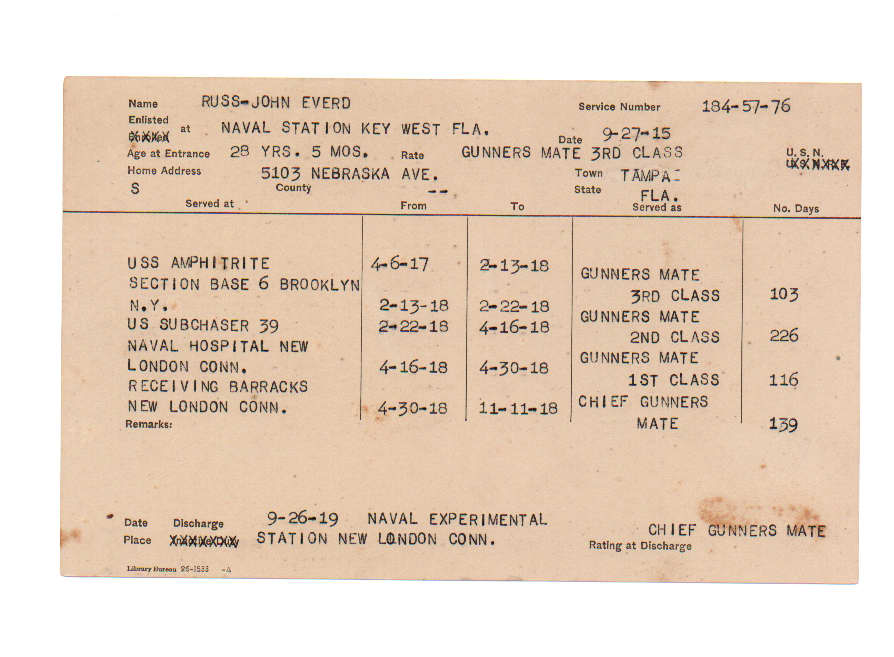 Name RUSS-JOHN EVERD Service Number 184-57-76
Enlisted
at NAVAL STATION KEY WEST FLA. Date 9-27-15
Age at Entrance 28 YRS. 5 MOS. Rate GUNNERS MATE 3RD CLASS U. S. N.
Home Address 5103 NEBRASKA AVE. Town TAMPA
S County -- State FLA.
Served at From To Served as No. Days
USS AMPHITRITE 4-6-17 2-13-18 GUNNERS MATE
SECTION BASE 6 BROOKLYN 3RD CLASS 103
N.Y. 2-13-18 2-22-18 GUNNERS MATE
US SUBCHASER 39 2-22-18 4-16-18 2ND CLASS 226
NAVAL HOSPITAL NEW GUNNERS MATE
LONDON CONN. 4-16-18 4-30-18 1ST CLASS 116
RECEIVING BARRACKS CHIEF GUNNERS
NEW LONDON CONN. 4-30-18 11-11-18 MATE 139
Remarks:
Date Discharge 9-26-19 NAVAL EXPERIMENTAL CHIEF GUNNERS MATE
Place STATION NEW LONDON CONN. Rating at Discharge
Library Bureau 26-1533 -A